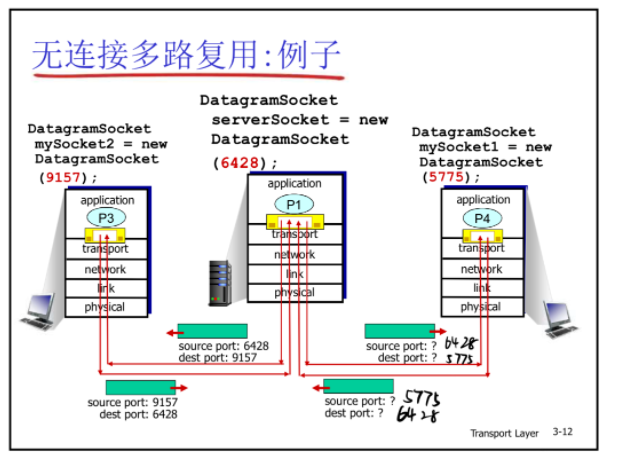 无连接多路复用:例子
DatagramSocket
serverSocket = new
DatagramSocket
(6428);
DatagramSocket
mySocket2 = new
DatagramSocket
(9157);
DatagramSocket
mySocket1 = new
DatagramSocket
(5775);
application
P3
transport
network
link
physical
application
P1
transport
network
link
physical
application
P4
transport
network
link
physical
source port: 6428
dest port: 9157
source port: ? 6428
dest port: ? 5775
source port: 9157
dest port: 6428
source port: ? 5775
dest port: ? 6428
Transport Layer 3-12